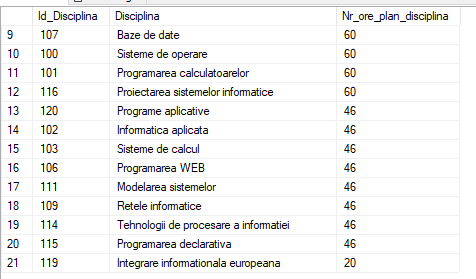 Id_Disciplina Disciplina Nr_ore_plan_disciplina
9 107 Baze de date 60
10 100 Sisteme de operare 60
11 101 Programarea calculatoarelor 60
12 116 Proiectarea sistemelor informatice 60
13 120 Programe aplicative 46
14 102 Informatica aplicata 46
15 103 Sisteme de calcul 46
16 106 Programarea WEB 46
17 111 Modelarea sistemelor 46
18 109 Retele informatice 46
19 114 Tehnologii de procesare a informatiei 46
20 115 Programarea declarativa 46
21 119 Integrare informationala europeana 20